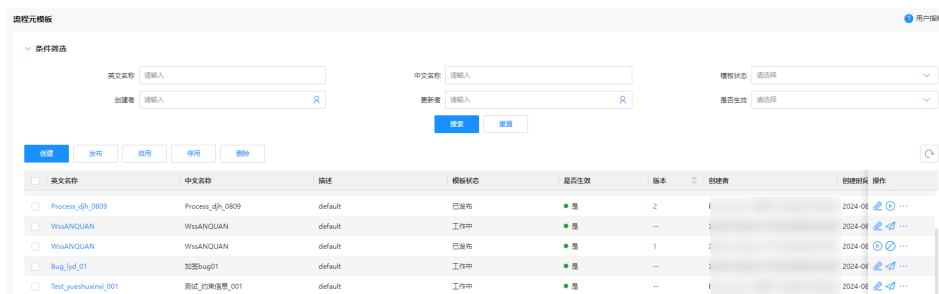 流程元模板 用户指
条件筛选
英文名称 请输入 中文名称 请输入 模板状态 请选择
创建者 请输入 更新者 请输入 是否生效 请选择
搜索 重置
创建 发布 启用 停用 删除
英文名称 中文名称 描述 模板状态 是否生效 版本 创建者 创建时间 操作
Process_djh_0809 Process_djh_0809 default 已发布 是 2 2024-08
WssANQUAN WssANQUAN default 工作中 是 -- 2024-08
WssANQUAN WssANQUAN default 已发布 是 1 2024-08
Bug_lyd_01 加签bug01 default 工作中 是 -- 2024-08
Test_yueshuxinxi_001 测试_约束信息_001 default 工作中 是 -- 2024-08